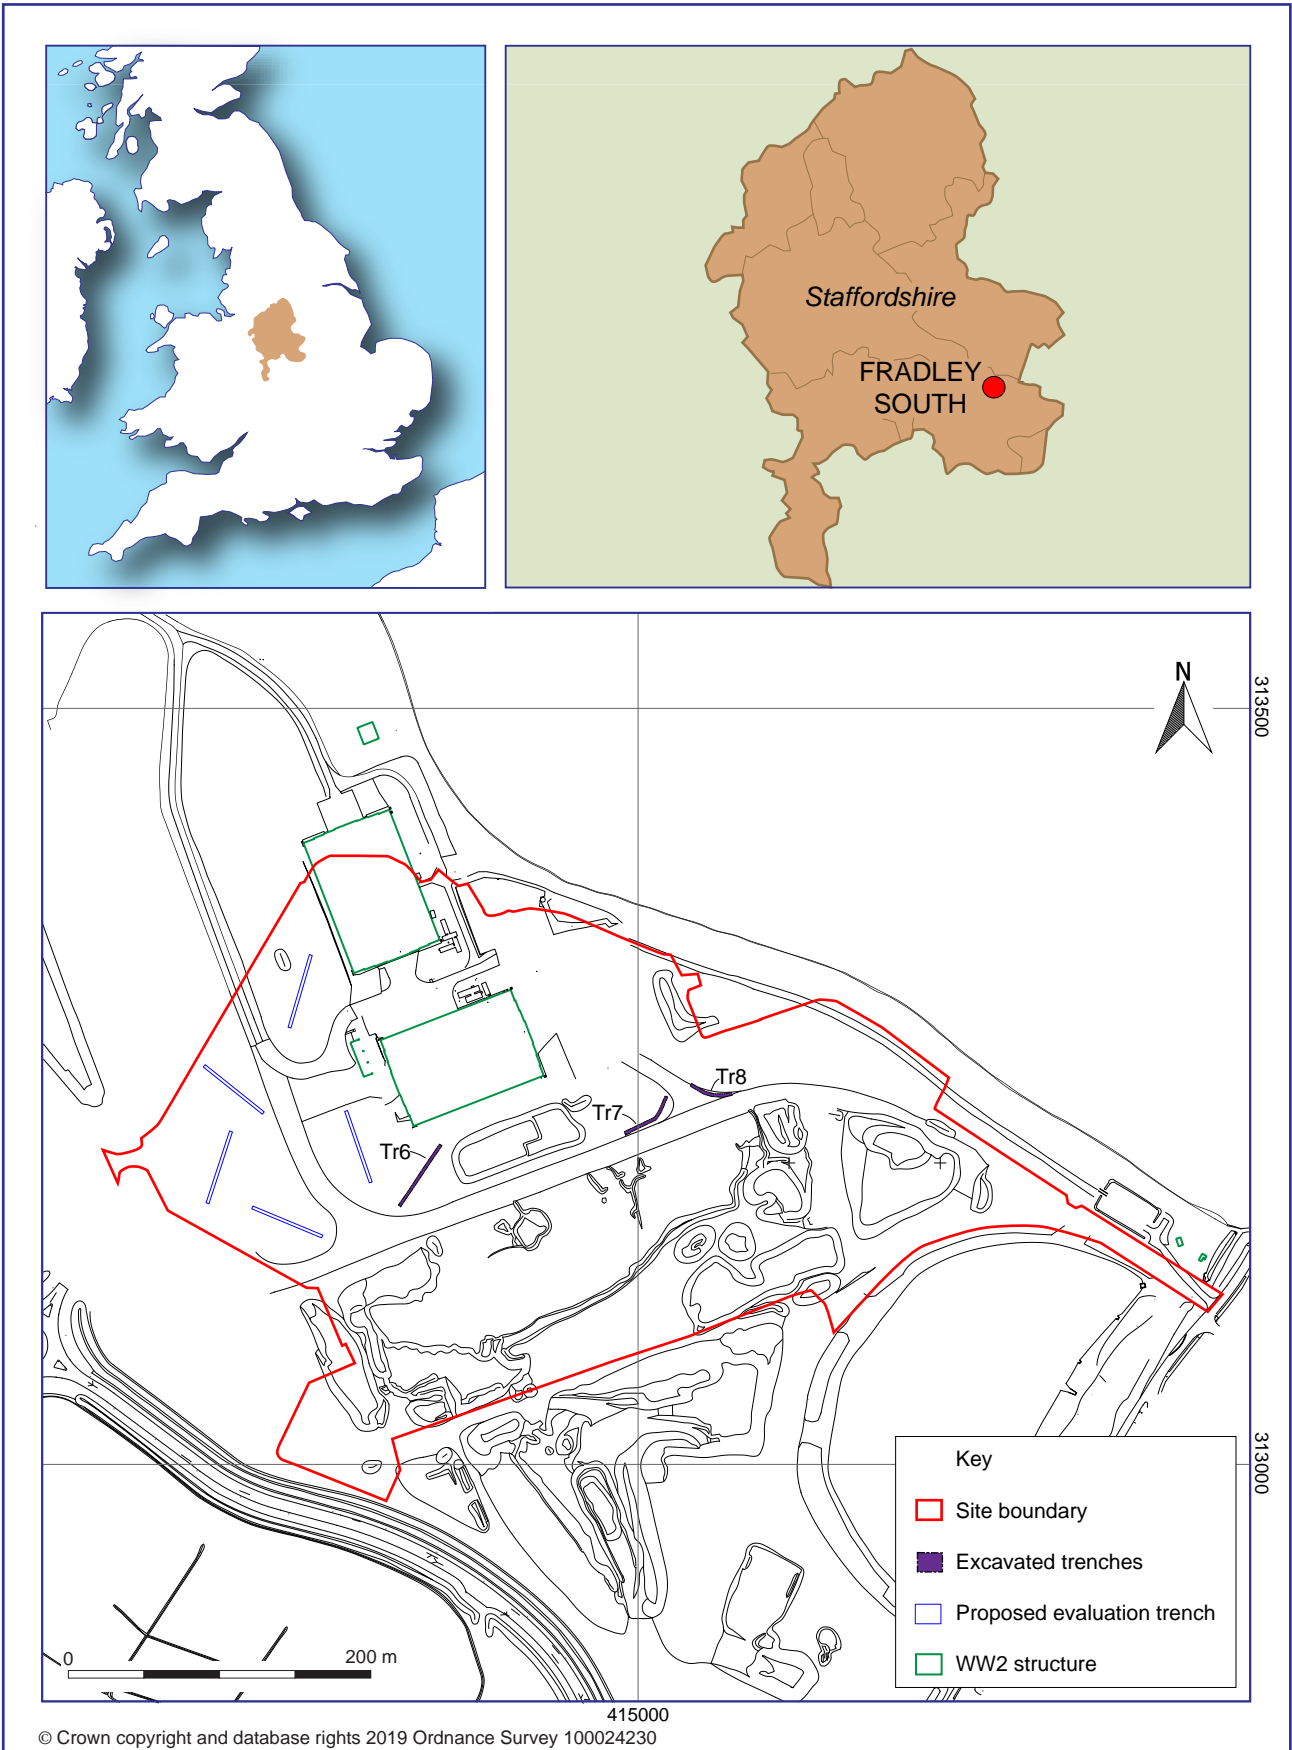 Staffordshire
FRADLEY
SOUTH
N
313500
Tr8
Tr7
Tr6
313000
Key
Site boundary
Excavated trenches
Proposed evaluation trench
WW2 structure
0
200 m
415000
© Crown copyright and database rights 2019 Ordnance Survey 100024230